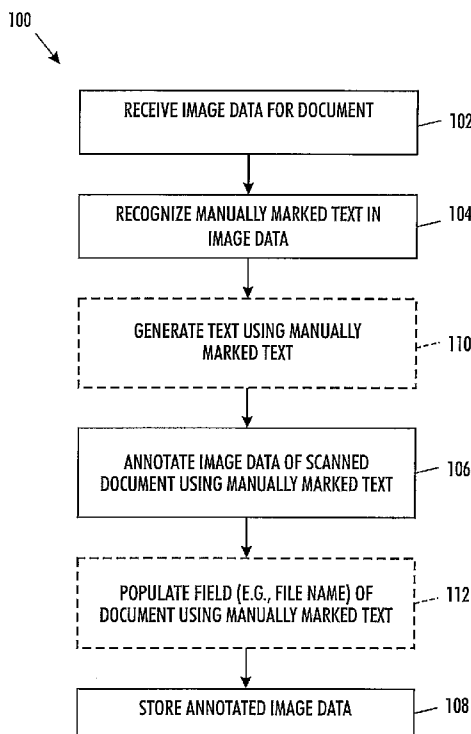 100
RECEIVE IMAGE DATA FOR DOCUMENT
102
RECOGNIZE MANUALLY MARKED TEXT IN
IMAGE DATA
104
GENERATE TEXT USING MANUALLY
MARKED TEXT
110
ANNOTATE IMAGE DATA OF SCANNED
DOCUMENT USING MANUALLY MARKED TEXT
106
POPULATE FIELD (E.G., FILE NAME) OF
DOCUMENT USING MANUALLY MARKED TEXT
112
STORE ANNOTATED IMAGE DATA
108